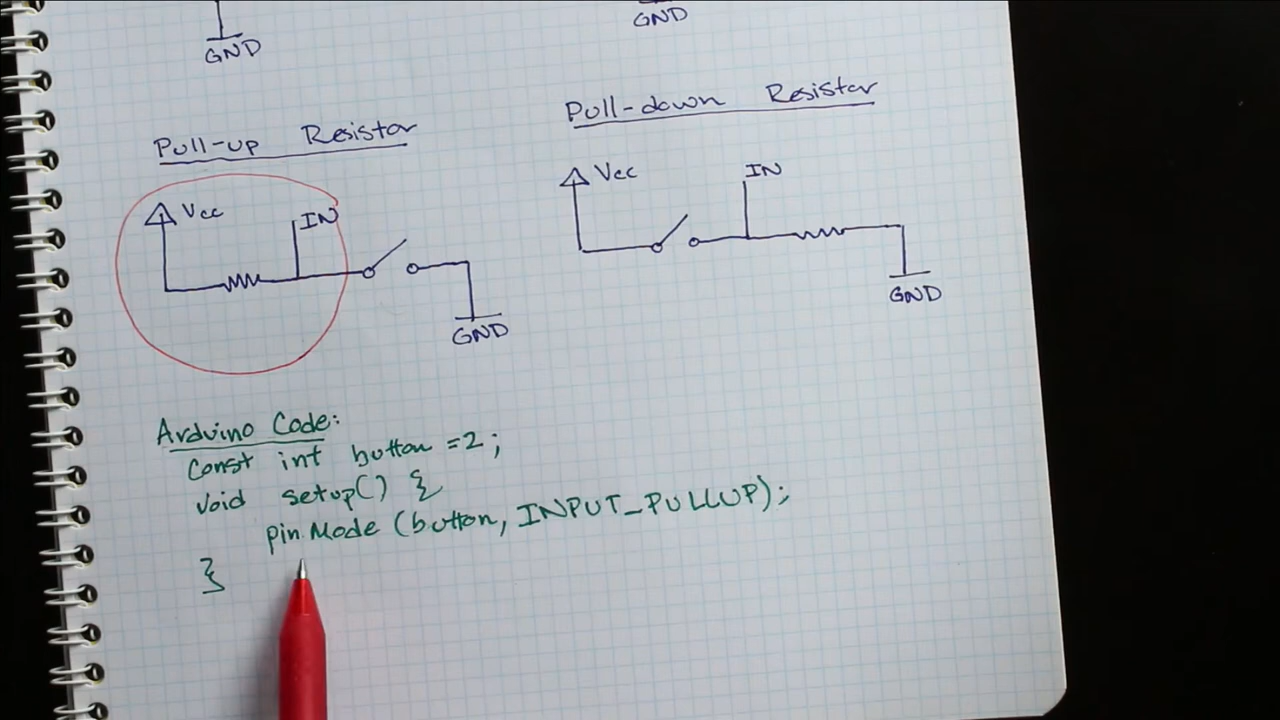 GND
GND
Pull-up Resistor
Vcc
IN
GND
Pull-down Resistor
Vcc
IN
GND
Arduino Code:
const int button =2;
void setup() {
pinMode (button, INPUT_PULLUP);
}